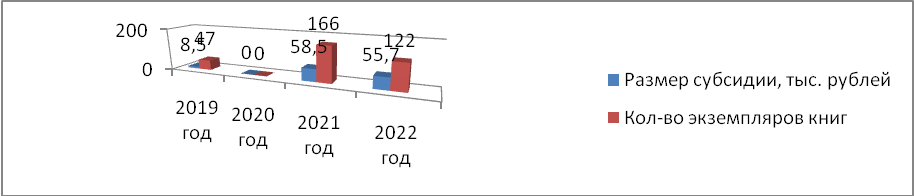 200
0
8,5
47
0
0
58,5
166
55,7
122
2019
год
2020
год
2021
год
2022
год
Размер субсидии, тыс. рублей
Кол-во экземпляров книг